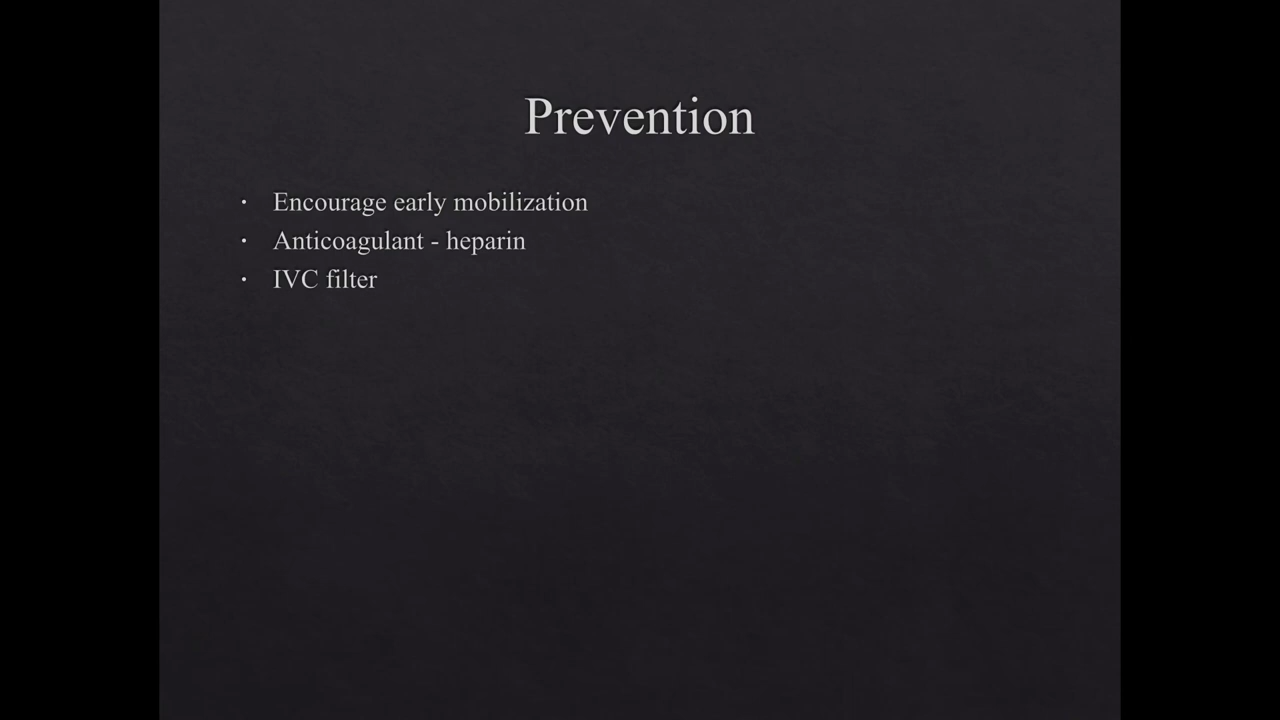 Prevention
• Encourage early mobilization
• Anticoagulant - heparin
• IVC filter